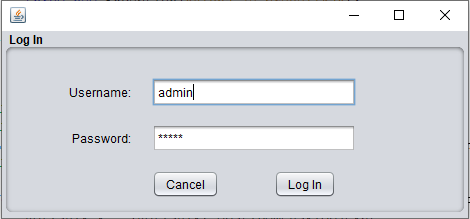 Log In
Username: admin
Password: *****
Cancel Log In